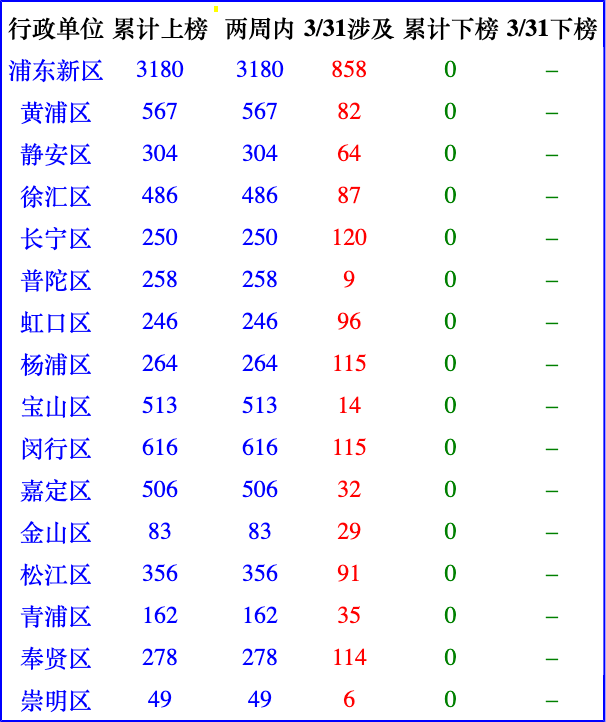 行政单位 累计上榜 两周内 3/31涉及 累计下榜 3/31下榜
浦东新区 3180 3180 858 0 –
黄浦区 567 567 82 0 –
静安区 304 304 64 0 –
徐汇区 486 486 87 0 –
长宁区 250 250 120 0 –
普陀区 258 258 9 0 –
虹口区 246 246 96 0 –
杨浦区 264 264 115 0 –
宝山区 513 513 14 0 –
闵行区 616 616 115 0 –
嘉定区 506 506 32 0 –
金山区 83 83 29 0 –
松江区 356 356 91 0 –
青浦区 162 162 35 0 –
奉贤区 278 278 114 0 –
崇明区 49 49 6 0 –